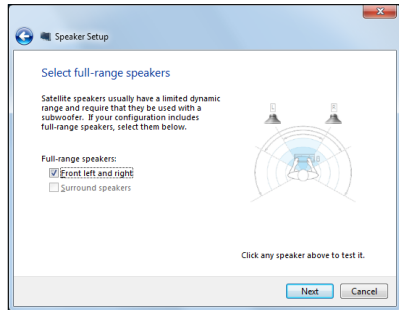 Speaker Setup
Select full-range speakers
Satellite speakers usually have a limited dynamic
range and require that they be used with a
subwoofer. If your configuration includes
full-range speakers, select them below.
L
R
Full-range speakers:
Front left and right
Surround speakers
Click any speaker above to test it.
Next
Cancel